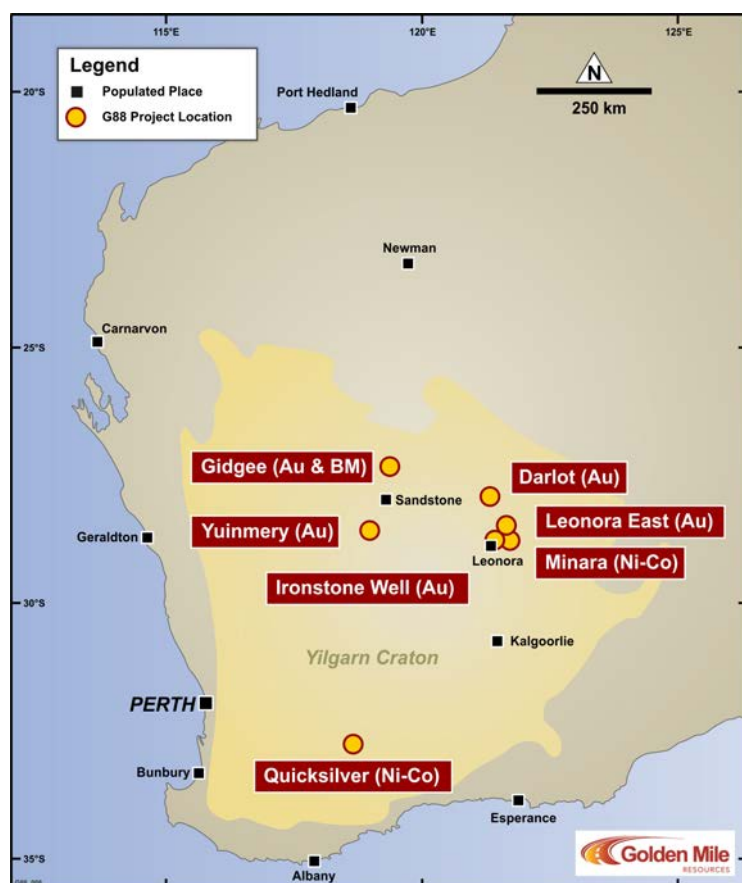 115°E
120°E
125°E
Legend
Populated Place
G88 Project Location
N
250 km
20°S
Port Hedland
Newman
Carnarvon
25°S
Gidgee (Au & BM)
Sandstone
Darlot (Au)
Yuinmery (Au)
Leonora East (Au)
Geraldton
Leonora
Minara (Ni-Co)
Ironstone Well (Au)
30°S
Kalgoorlie
Yilgarn Craton
PERTH
Bunbury
Quicksilver (Ni-Co)
Esperance
35°S
Albany
Golden Mile
RESOURCES